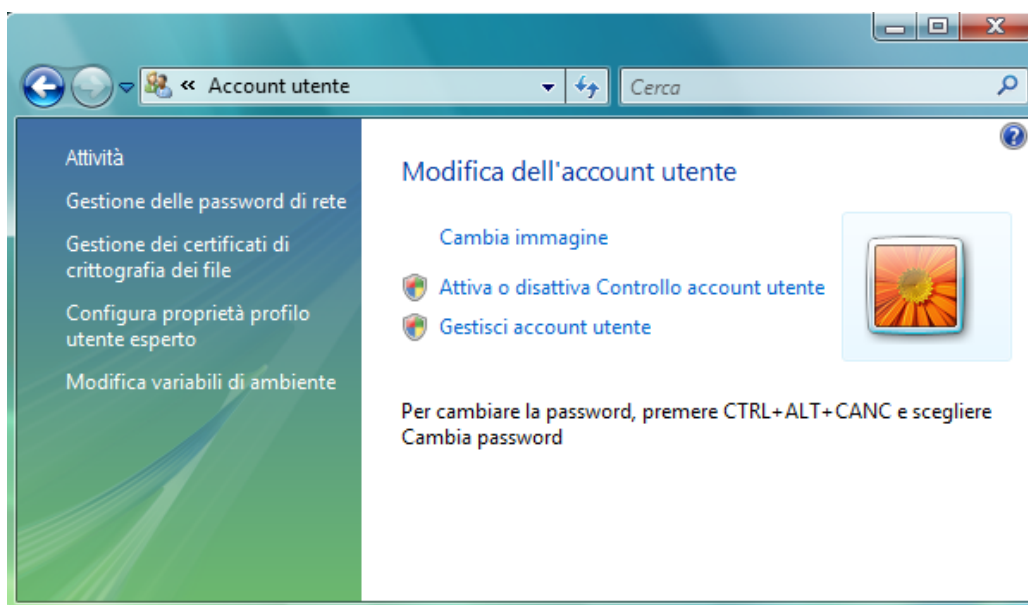 « Account utente
Cerca
Attività
Gestione delle password di rete
Gestione dei certificati di
crittografia dei file
Configura proprietà profilo
utente esperto
Modifica variabili di ambiente
Modifica dell'account utente
Cambia immagine
Attiva o disattiva Controllo account utente
Gestisci account utente
Per cambiare la password, premere CTRL+ALT+CANC e scegliere
Cambia password